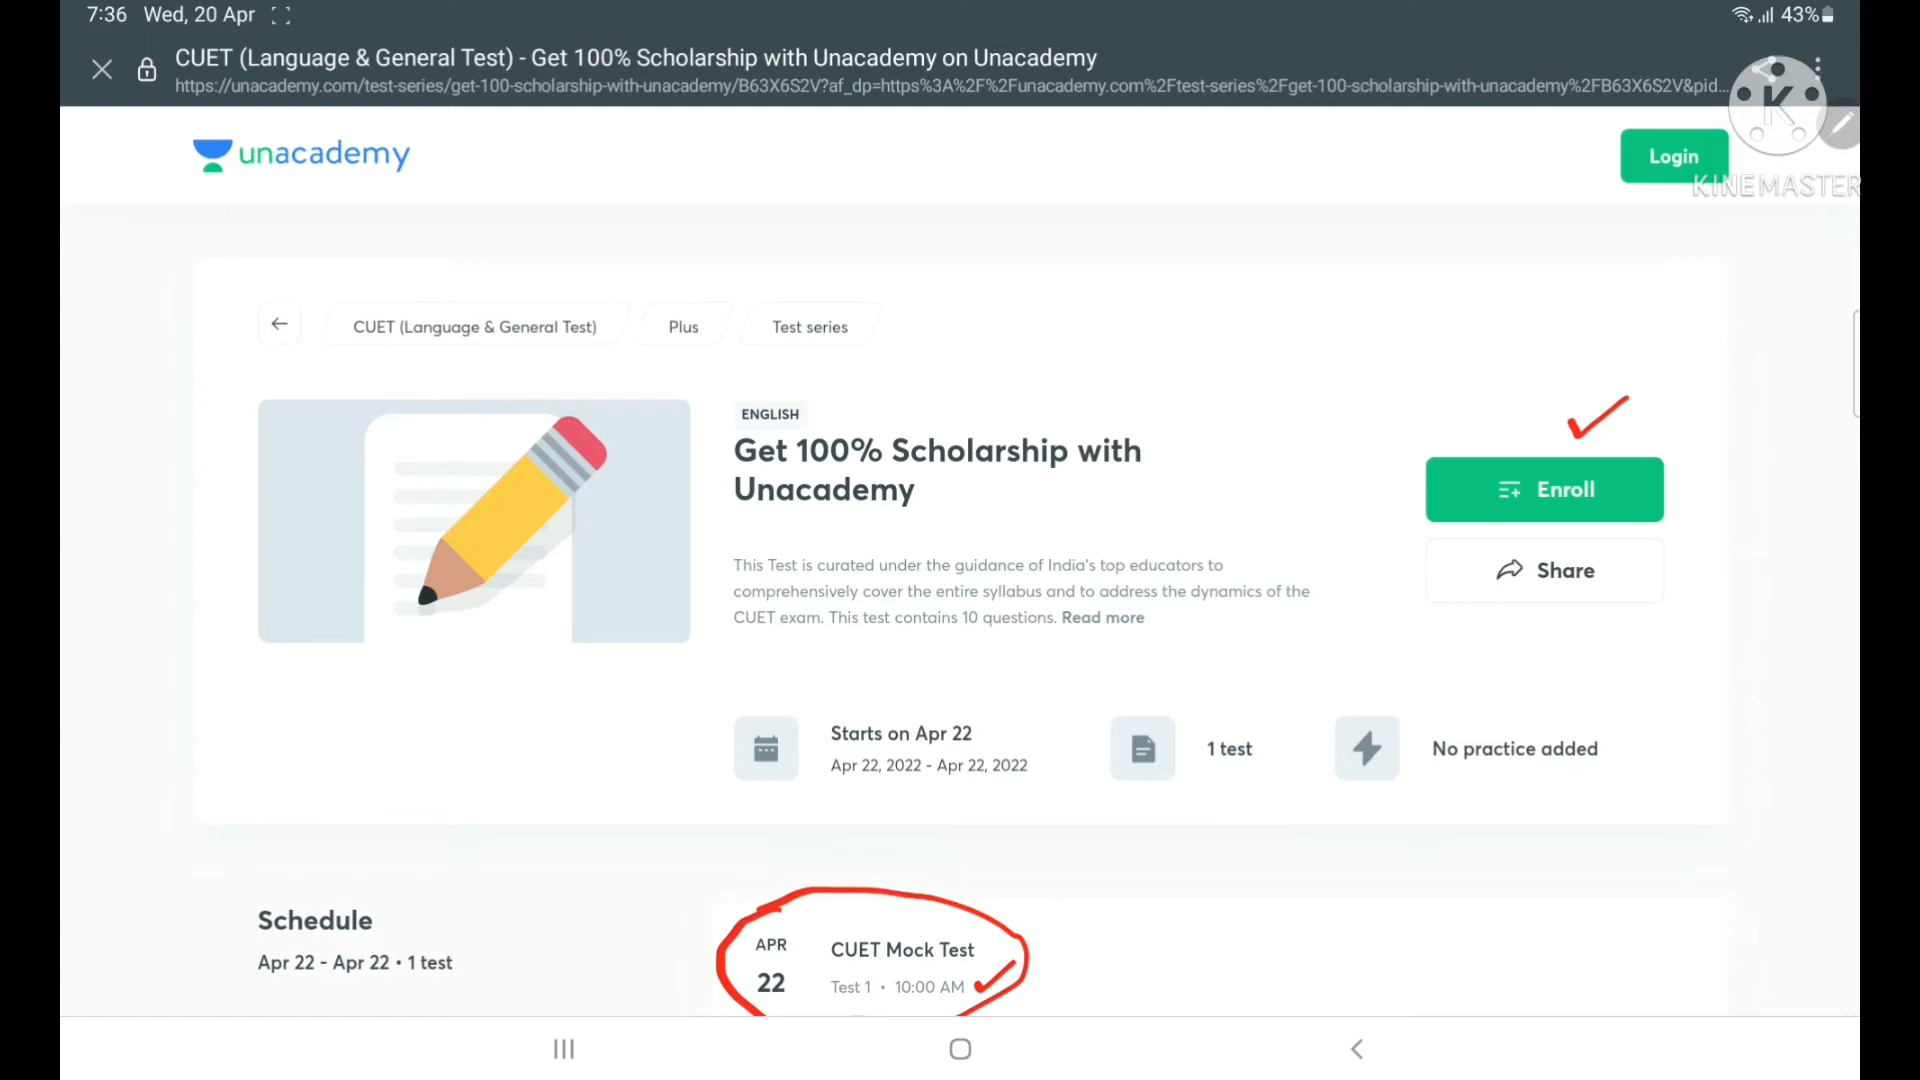 7:36 Wed, 20 Apr
43%
CUET (Language & General Test) - Get 100% Scholarship with Unacademy on Unacademy
https://unacademy.com/test-series/get-100-scholarship-with-unacademy/B63X6S2V?af_dp=https%3A%2F%2Funacademy.com%2Ftest-series%2Fget-100-scholarship-with-unacademy%2FB63X6S2V&pid...
K
KINEMASTER
unacademy
Login
CUET (Language & General Test)
Plus
Test series
ENGLISH
Get 100% Scholarship with
Unacademy
Enroll
Share
This Test is curated under the guidance of India's top educators to
comprehensively cover the entire syllabus and to address the dynamics of the
CUET exam. This test contains 10 questions. Read more
Starts on Apr 22
Apr 22, 2022 - Apr 22, 2022
1 test
No practice added
Schedule
Apr 22 - Apr 22 • 1 test
APR
22
CUET Mock Test
Test 1 • 10:00 AM